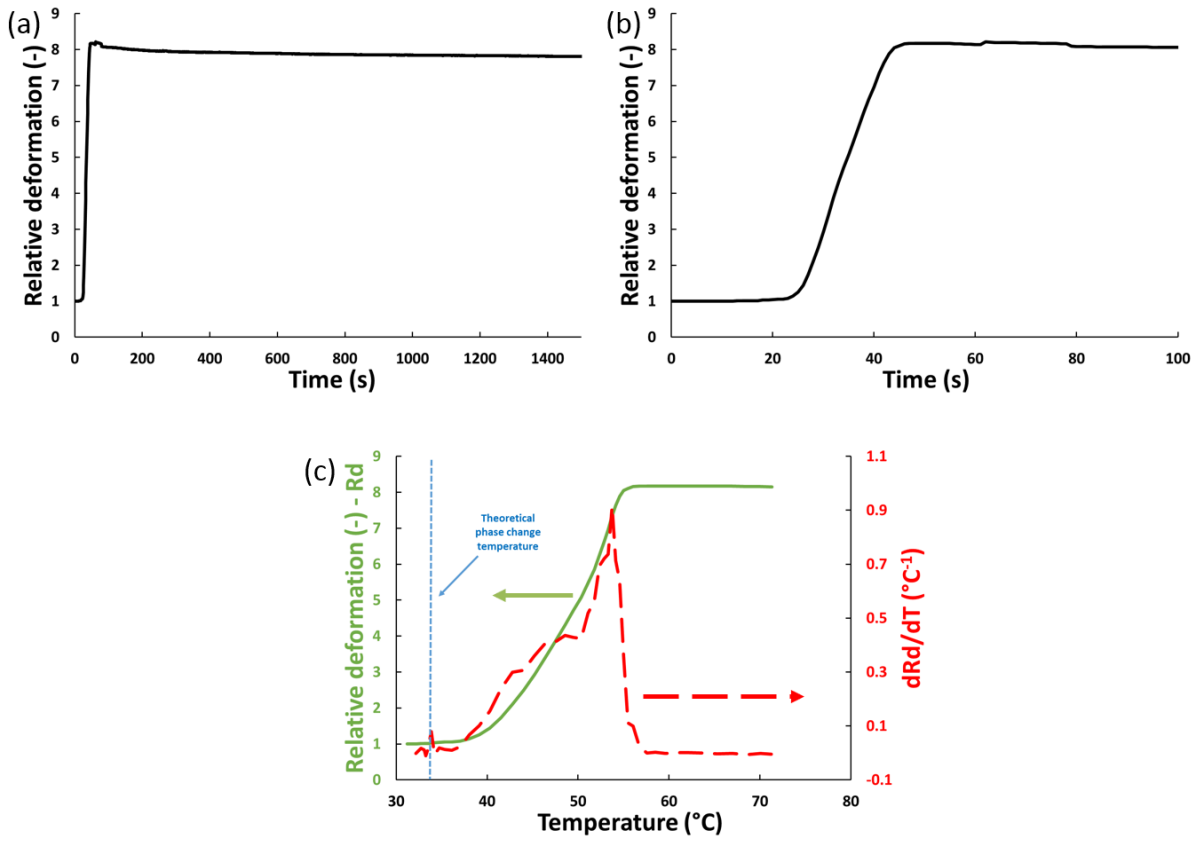 (a)
9
8
7
6
5
4
3
2
1
0
Relative deformation (-)
0 200 400 600 800 1000 1200 1400
Time (s)
(b)
9
8
7
6
5
4
3
2
1
0
Relative deformation (-)
0 20 40 60 80 100
Time (s)
(c)
9
8
7
6
5
4
3
2
1
0
Relative deformation (-) - Rd
Theoretical
phase change
temperature
1.1
0.9
0.7
0.5
0.3
0.1
-0.1
dRd/dT (°C-1)
30 40 50 60 70 80
Temperature (°C)